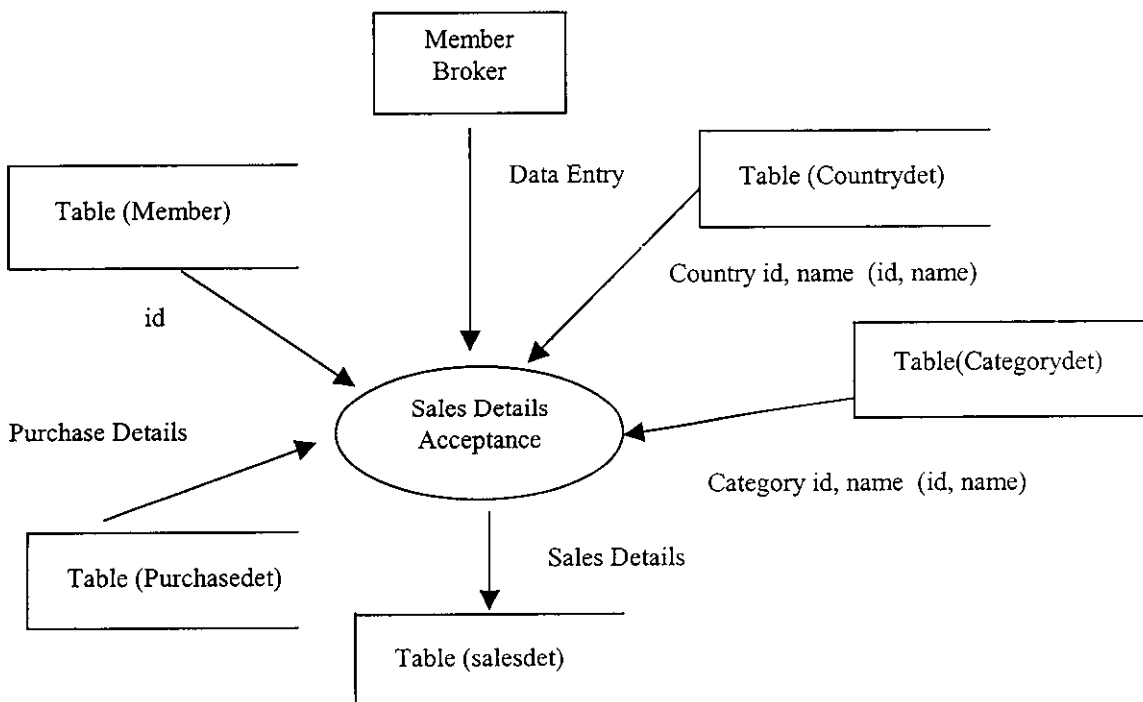 Member
Broker
Data Entry
Table (Countrydet)
Table (Member)
Country id, name (id, name)
id
Table(Categorydet)
Sales Details
Acceptance
Purchase Details
Category id, name (id, name)
Sales Details
Table (Purchasedet)
Table (salesdet)